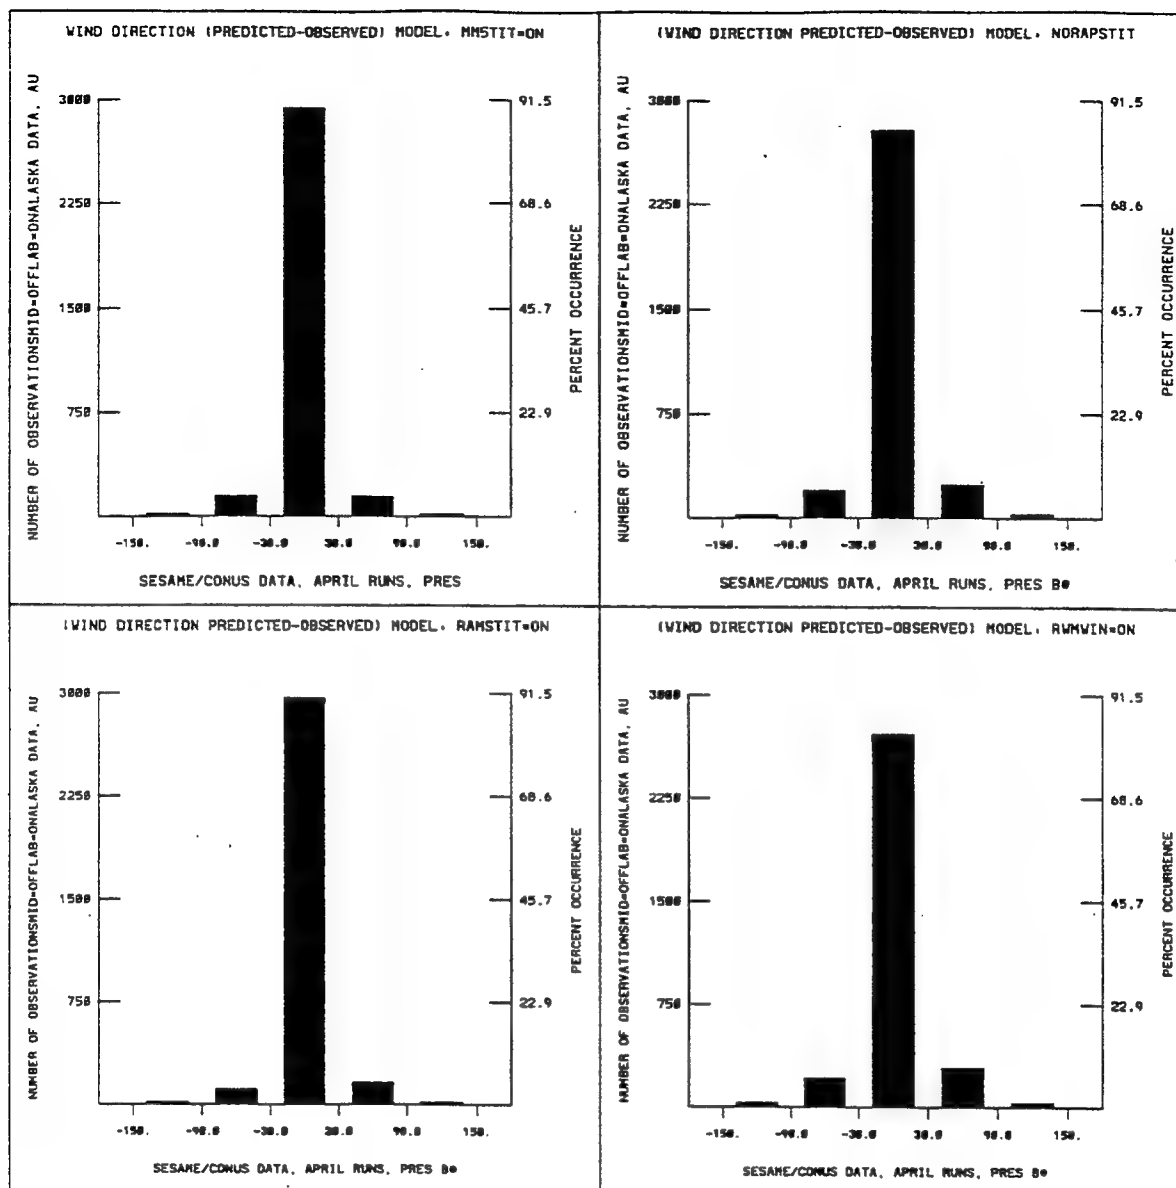 WIND DIRECTION (PREDICTED-OBSERVED) MODEL. MM5TIT=ON
NUMBER OF OBSERVATIONSMID=OFFLAB=ONALASKA DATA, AU
3000
2250
1500
750
91.5
68.6
45.7
22.9
PERCENT OCCURRENCE
-150. -90.0 -30.0 30.0 90.0 150.
SESAME/CONUS DATA, APRIL RUNS, PRES
(WIND DIRECTION PREDICTED-OBSERVED) MODEL. NORAPSTIT
NUMBER OF OBSERVATIONSMID=OFFLAB=ONALASKA DATA, AU
3000
2250
1500
750
91.5
68.6
45.7
22.9
PERCENT OCCURRENCE
-150. -90.0 -30.0 30.0 90.0 150.
SESAME/CONUS DATA, APRIL RUNS, PRES
(WIND DIRECTION PREDICTED-OBSERVED) MODEL. RAMSTIT=ON
NUMBER OF OBSERVATIONSMID=OFFLAB=ONALASKA DATA, AU
3000
2250
1500
750
91.5
68.6
45.7
22.9
PERCENT OCCURRENCE
-150. -90.0 -30.0 30.0 90.0 150.
SESAME/CONUS DATA, APRIL RUNS, PRES
(WIND DIRECTION PREDICTED-OBSERVED) MODEL. RWMWIN=ON
NUMBER OF OBSERVATIONSMID=OFFLAB=ONALASKA DATA, AU
3000
2250
1500
750
91.5
68.6
45.7
22.9
PERCENT OCCURRENCE
-150. -90.0 -30.0 30.0 90.0 150.
SESAME/CONUS DATA, APRIL RUNS, PRES